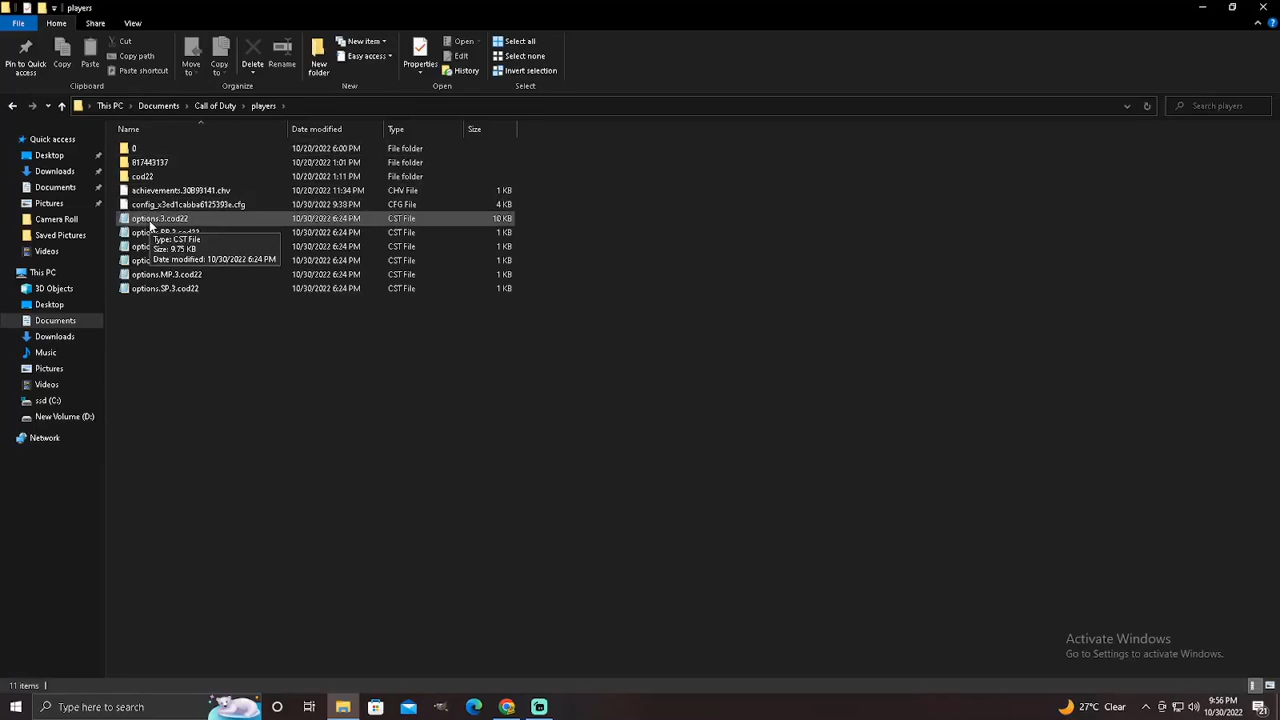 players
File Home Share View
Pin to Quick access Copy Paste Cut Copy path Paste shortcut Move to Copy to Delete Rename New folder New item Easy access Properties Open Edit History Select all Select none Invert selection
Clipboard Organize New Open Select
This PC Documents Call of Duty players Search players
Name Date modified Type Size
Quick access
Desktop
Downloads
Documents
Pictures
Camera Roll
Saved Pictures
Videos
This PC
3D Objects
Desktop
Documents
Downloads
Music
Pictures
Videos
ssd (C:)
New Volume (D:)
Network
0 10/20/2022 6:00 PM File folder
817443137 10/20/2022 1:01 PM File folder
cod22 10/20/2022 1:11 PM File folder
achievements.30B93141.chv 10/20/2022 11:34 PM CHV File 1 KB
config_x3ed1cabba6125393e.cfg 10/30/2022 9:38 PM CFG File 4 KB
options.3.cod22 10/30/2022 6:24 PM CST File 10 KB
10/30/2022 6:24 PM CST File 1 KB
10/30/2022 6:24 PM CST File 1 KB
10/30/2022 6:24 PM CST File 1 KB
options.MP.3.cod22 10/30/2022 6:24 PM CST File 1 KB
options.SP.3.cod22 10/30/2022 6:24 PM CST File 1 KB
Type: CST File
Size: 9.75 KB
Date modified: 10/30/2022 6:24 PM
Activate Windows
Go to Settings to activate Windows.
11 items
Type here to search 27°C Clear 9:56 PM
10/30/2022 21